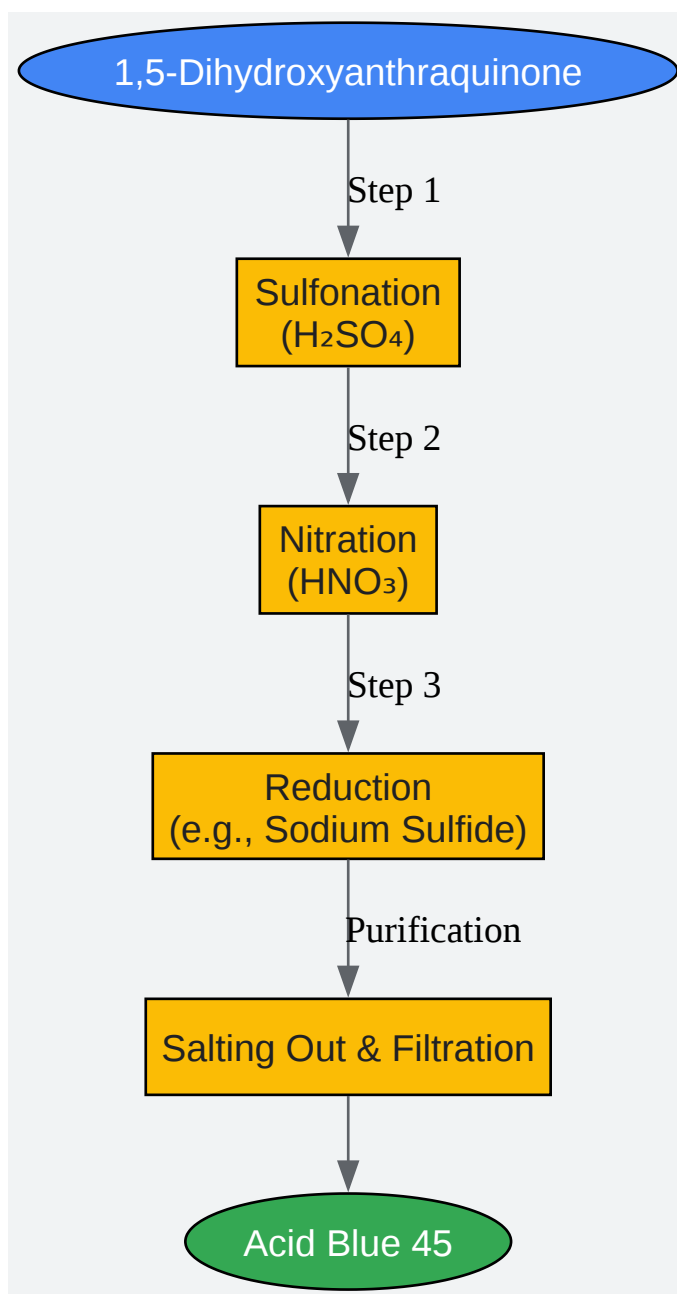 1,5-Dihydroxyanthraquinone
Step 1
Sulfonation
(H₂SO₄)
Step 2
Nitration
(HNO₃)
Step 3
Reduction
(e.g., Sodium Sulfide)
Purification
Salting Out & Filtration
Acid Blue 45